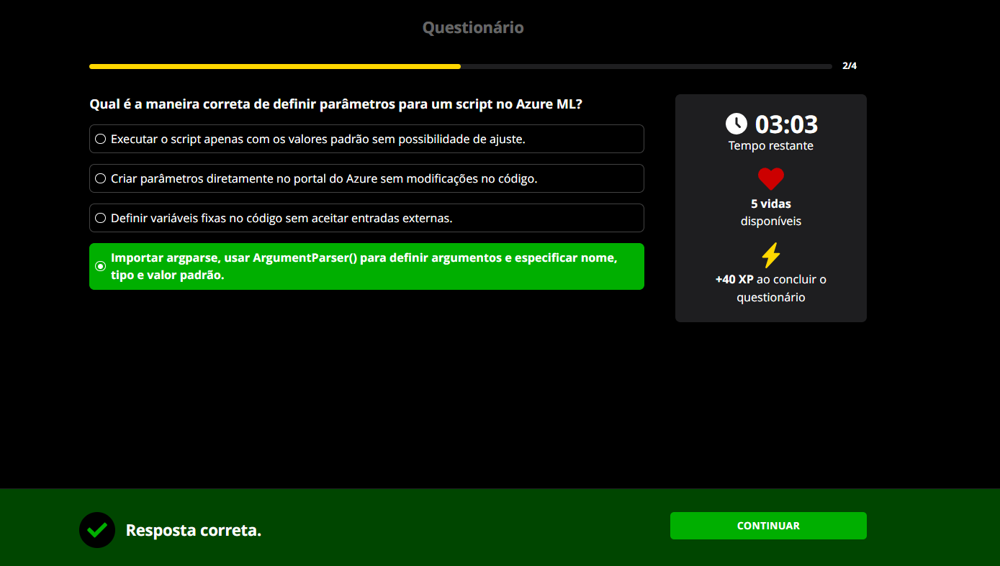 Questionário
2/4
Qual é a maneira correta de definir parâmetros para um script no Azure ML?
Executar o script apenas com os valores padrão sem possibilidade de ajuste.
Criar parâmetros diretamente no portal do Azure sem modificações no código.
Definir variáveis fixas no código sem aceitar entradas externas.
Importar argparse, usar ArgumentParser() para definir argumentos e especificar nome,
tipo e valor padrão.
03:03
Tempo restante
5 vidas
disponíveis
+40 XP ao concluir o
questionário
Resposta correta.
CONTINUAR